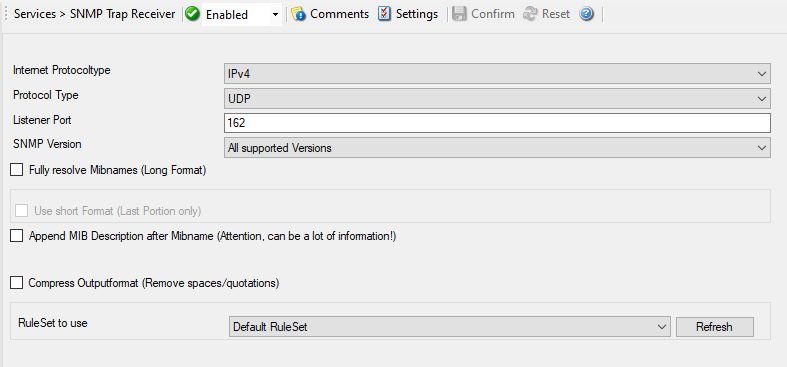 Services > SNMP Trap Receiver Enabled Comments Settings Confirm Reset ?
Internet Protocoltype IPv4
Protocol Type UDP
Listener Port 162
SNMP Version All supported Versions
Fully resolve Mibnames (Long Format)
Use short Format (Last Portion only)
Append MIB Description after Mibname (Attention, can be a lot of information!)
Compress Outputformat (Remove spaces/quotations)
RuleSet to use Default RuleSet Refresh